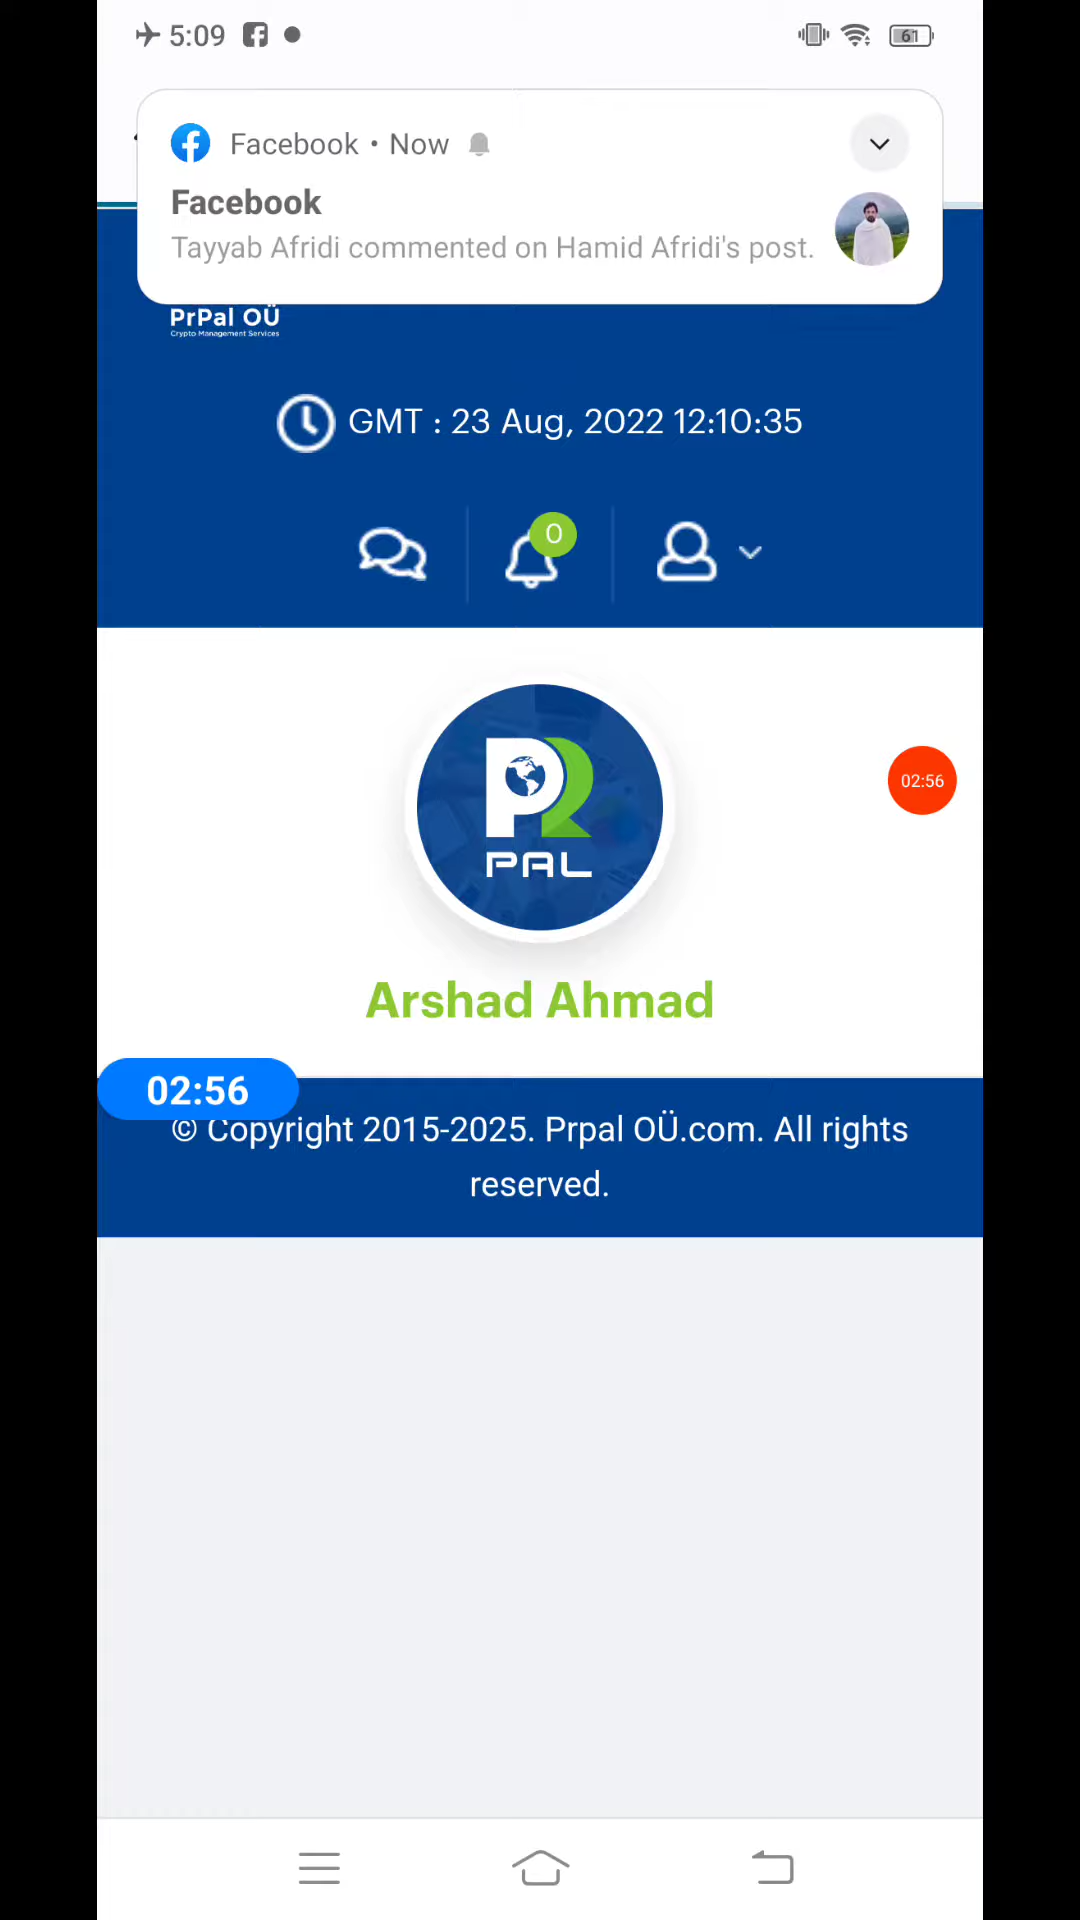 5:09
61
Facebook • Now
Facebook
Tayyab Afridi commented on Hamid Afridi's post.
PrPal OÜ
Crypto Management Services
GMT : 23 Aug, 2022 12:10:35
0
P2
PAL
02:56
Arshad Ahmad
02:56
© Copyright 2015-2025. Prpal OÜ.com. All rights
reserved.